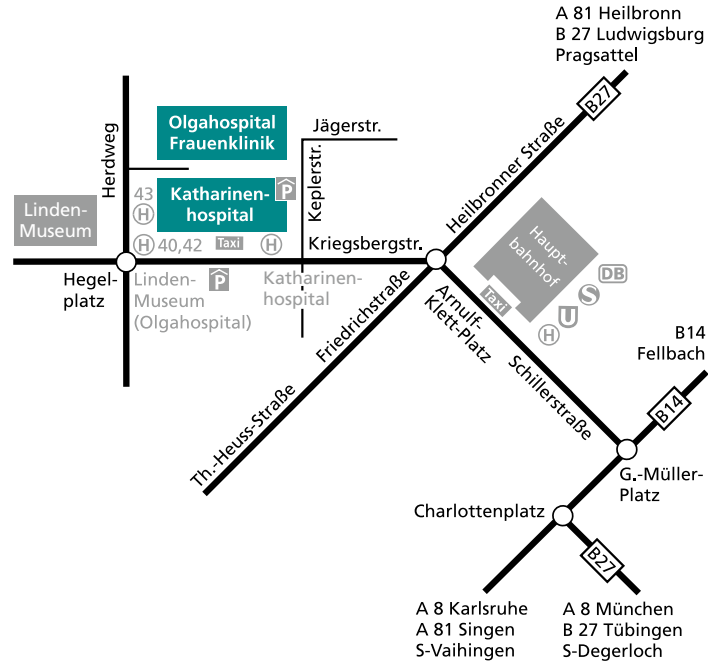 A 81 Heilbronn
B 27 Ludwigsburg
Pragsattel
B27
Heilbronner Straße
Olgahospital
Frauenklinik
Jägerstr.
Keplerstr.
Herdweg
43
H
Katharinen-
hospital
P
Linden-
Museum
H 40,42
Taxi
H
Kriegsbergstr.
Hegel-
platz
Linden-
Museum
(Olgahospital)
P
Katharinen-
hospital
Haupt-
bahnhof
Taxi
H
U
S
DB
Arnulf-
Klett-Platz
Friedrichstraße
Th.-Heuss-Straße
Schillerstraße
B14
Fellbach
B14
G.-Müller-
Platz
Charlottenplatz
B27
A 8 Karlsruhe
A 81 Singen
S-Vaihingen
A 8 München
B 27 Tübingen
S-Degerloch